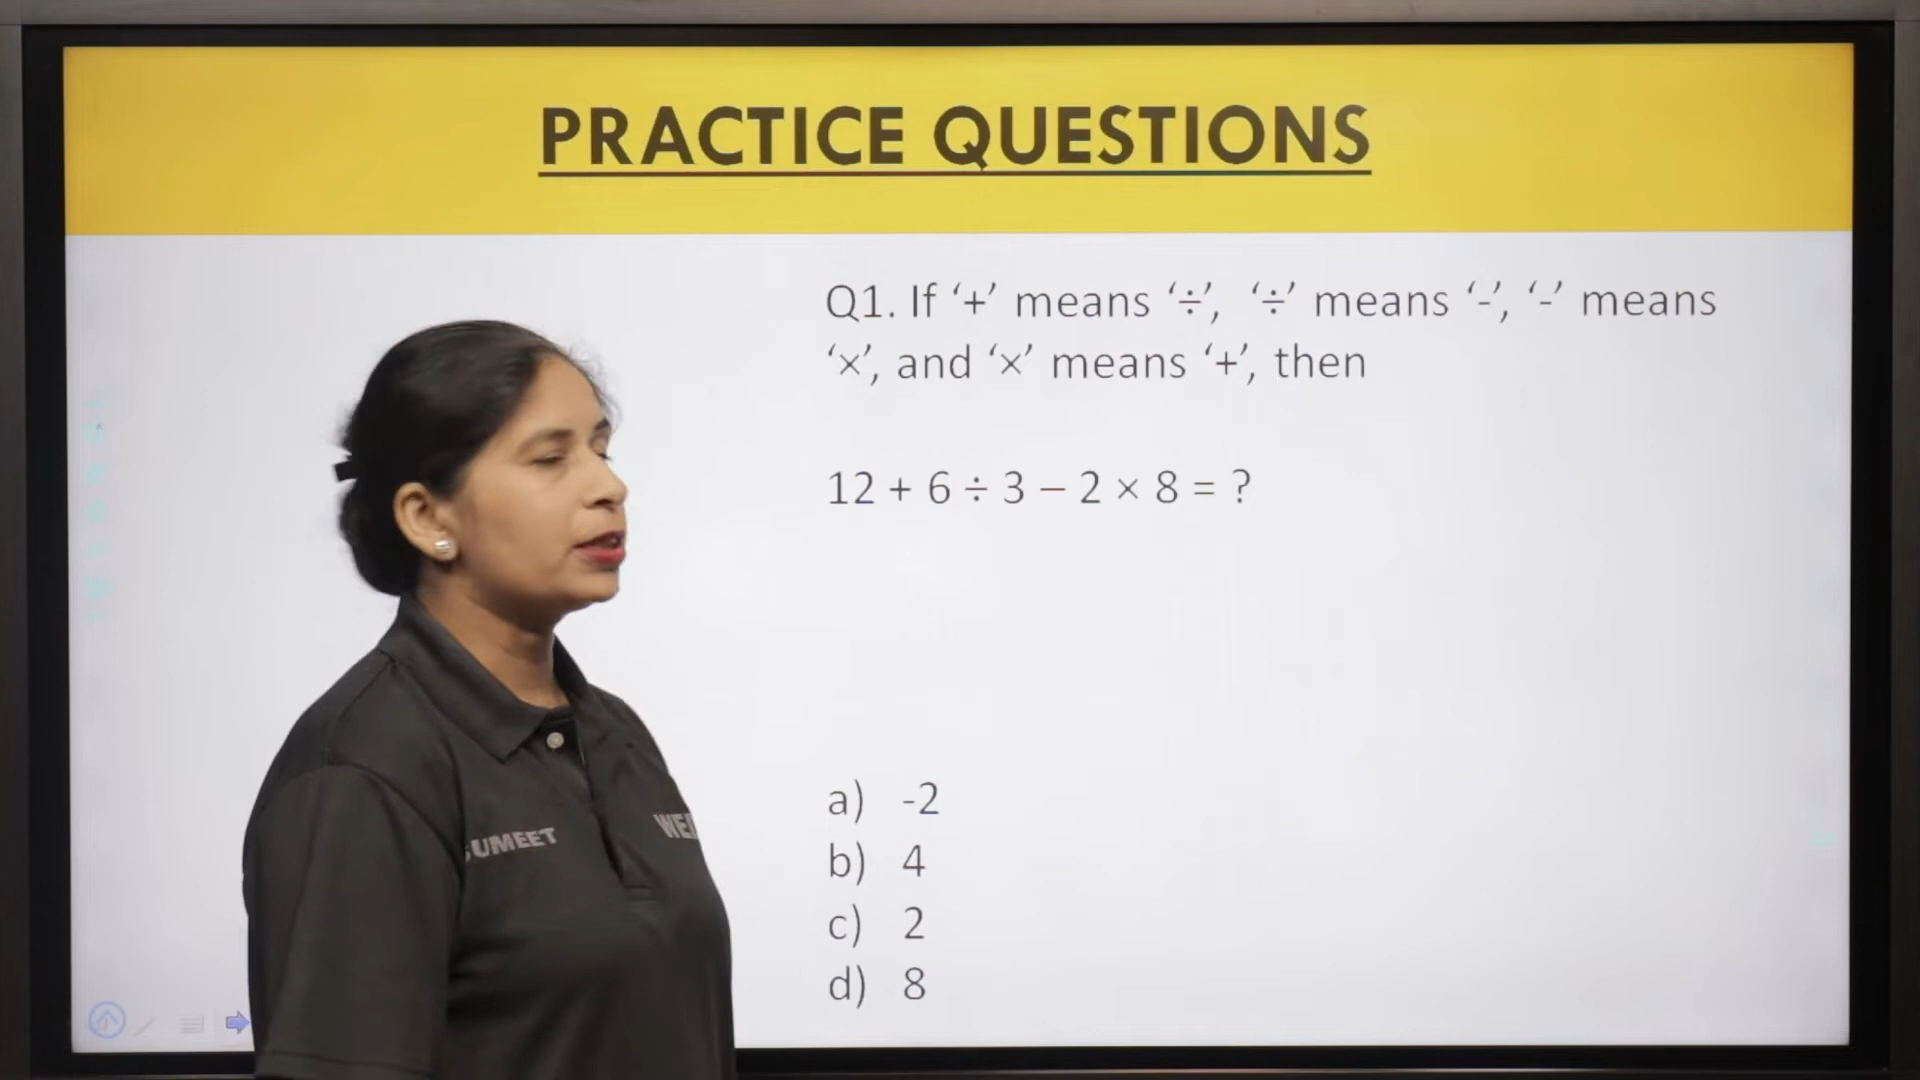 PRACTICE QUESTIONS
Q1. If ‘+’ means ‘÷’, ‘÷’ means ‘-’, ‘-’ means
‘×’, and ‘×’ means ‘+’, then
12 + 6 ÷ 3 – 2 × 8 = ?
a) -2
b) 4
c) 2
d) 8
SUMEET